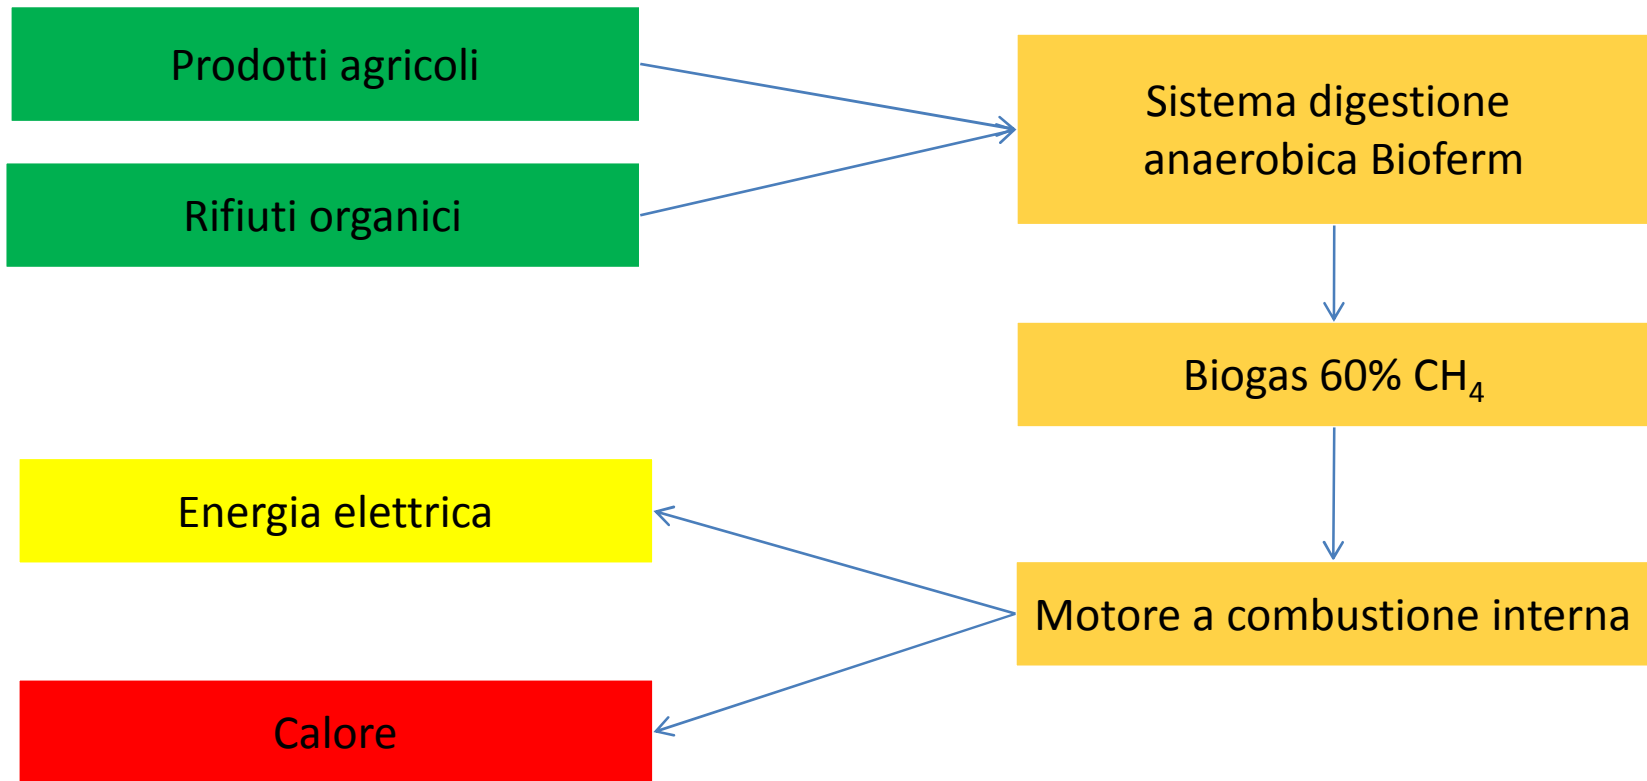 Prodotti agricoli
Rifiuti organici
Sistema digestione
anaerobica Bioferm
Biogas 60% CH₄
Motore a combustione interna
Energia elettrica
Calore